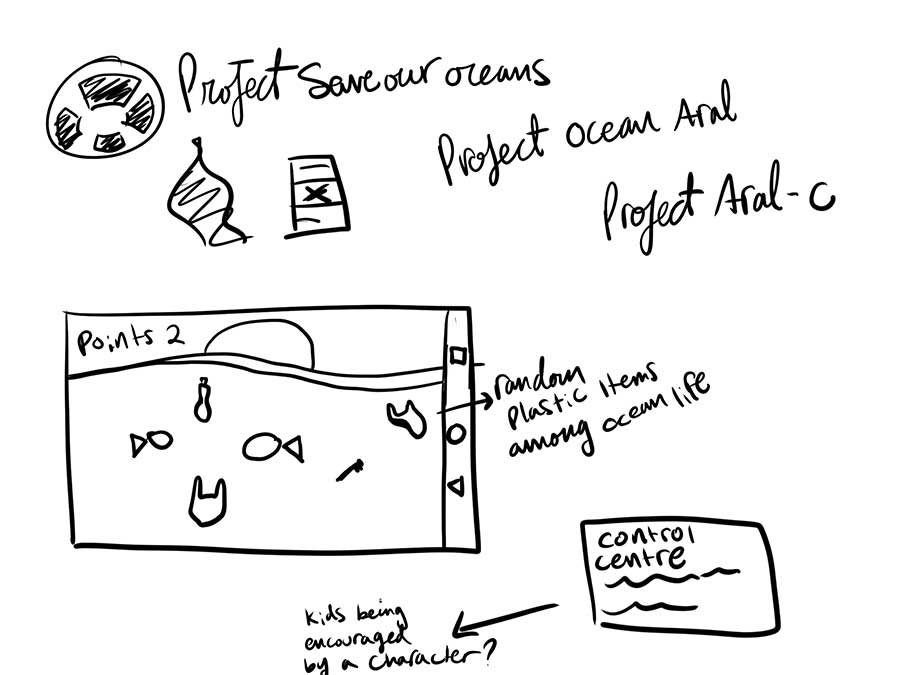 Project Save our oceans
Project Ocean Aral
Project Aral-C
Points 2
random
plastic items
among ocean life
control
centre
kids being
encouraged
by a character?